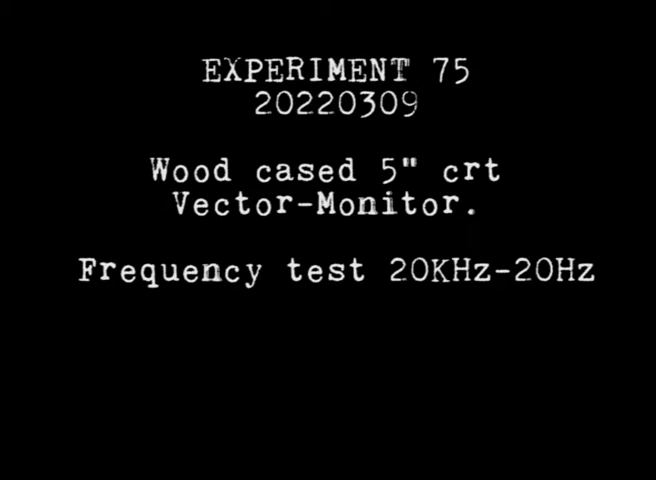 EXPERIMENT 75
20220309
Wood cased 5" crt
Vector-Monitor.
Frequency test 20KHz-20Hz